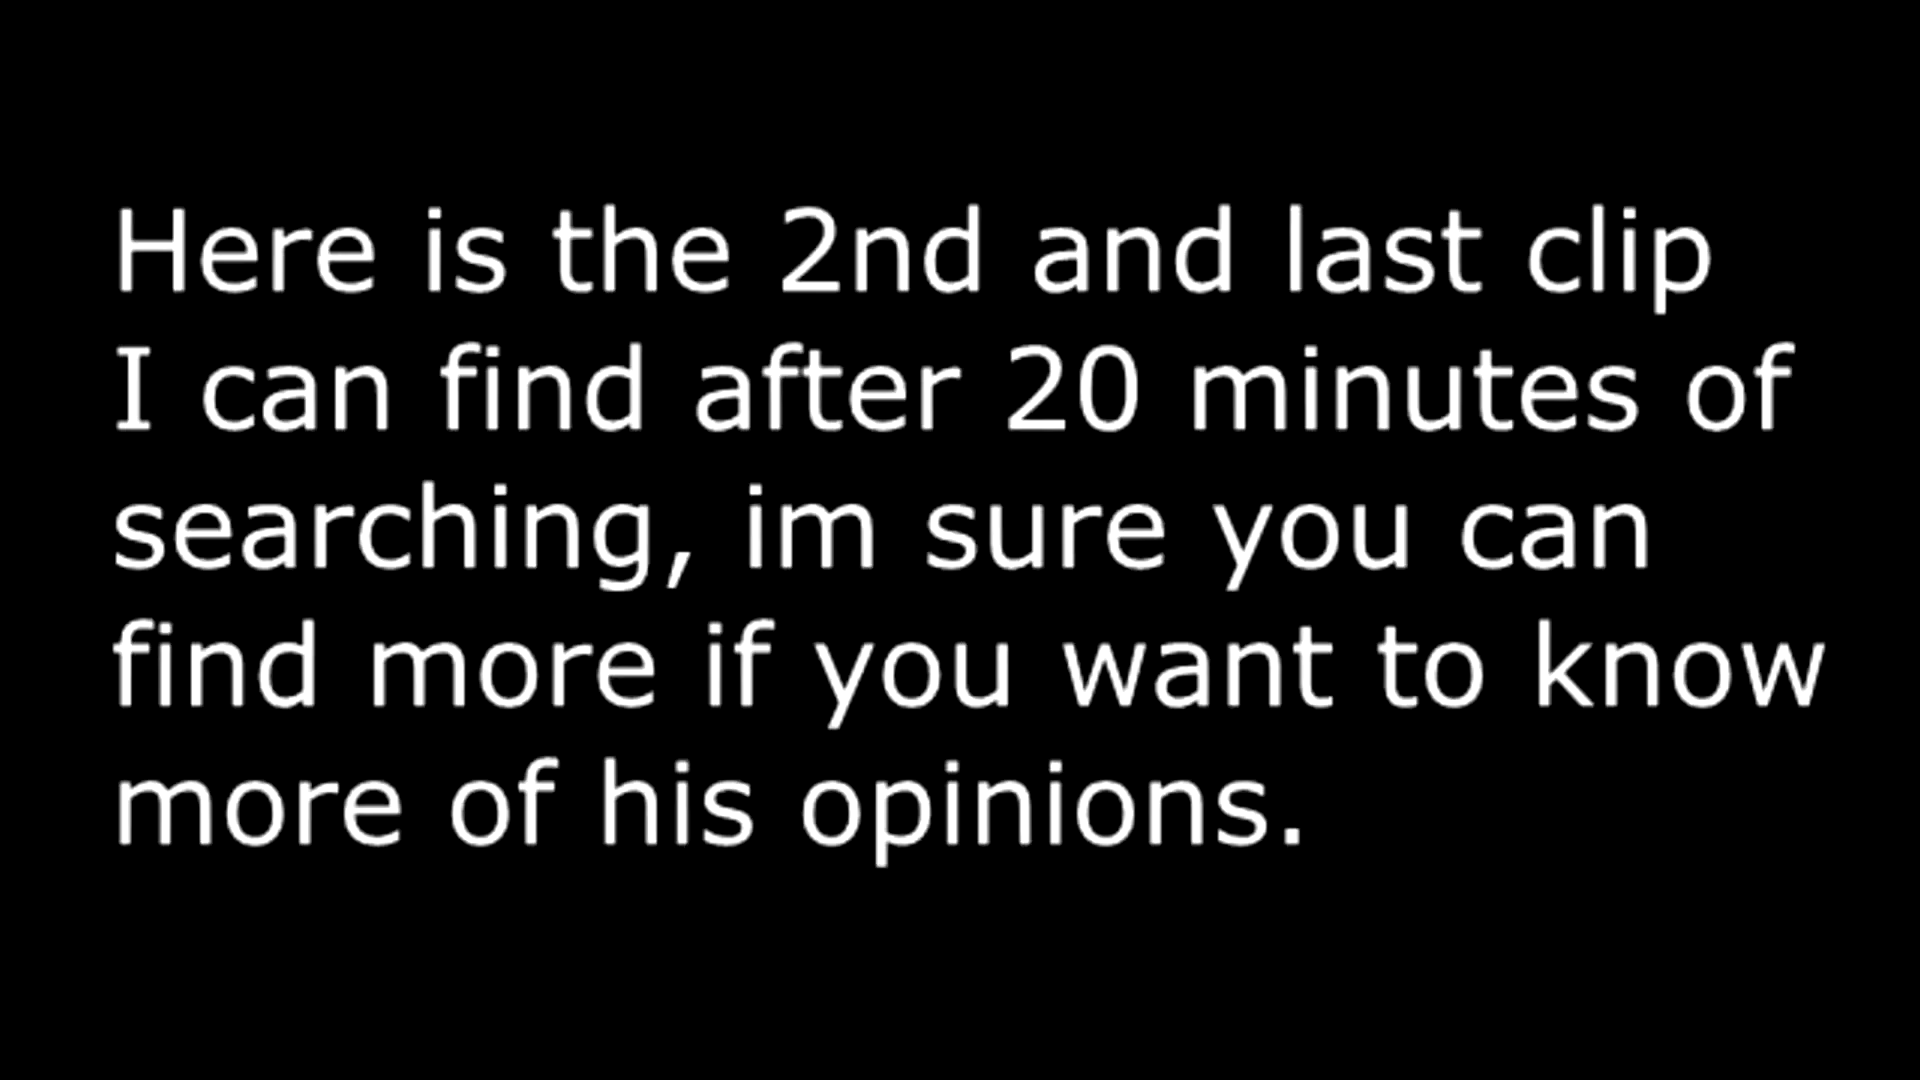 Here is the 2nd and last clip
I can find after 20 minutes of
searching, im sure you can
find more if you want to know
more of his opinions.